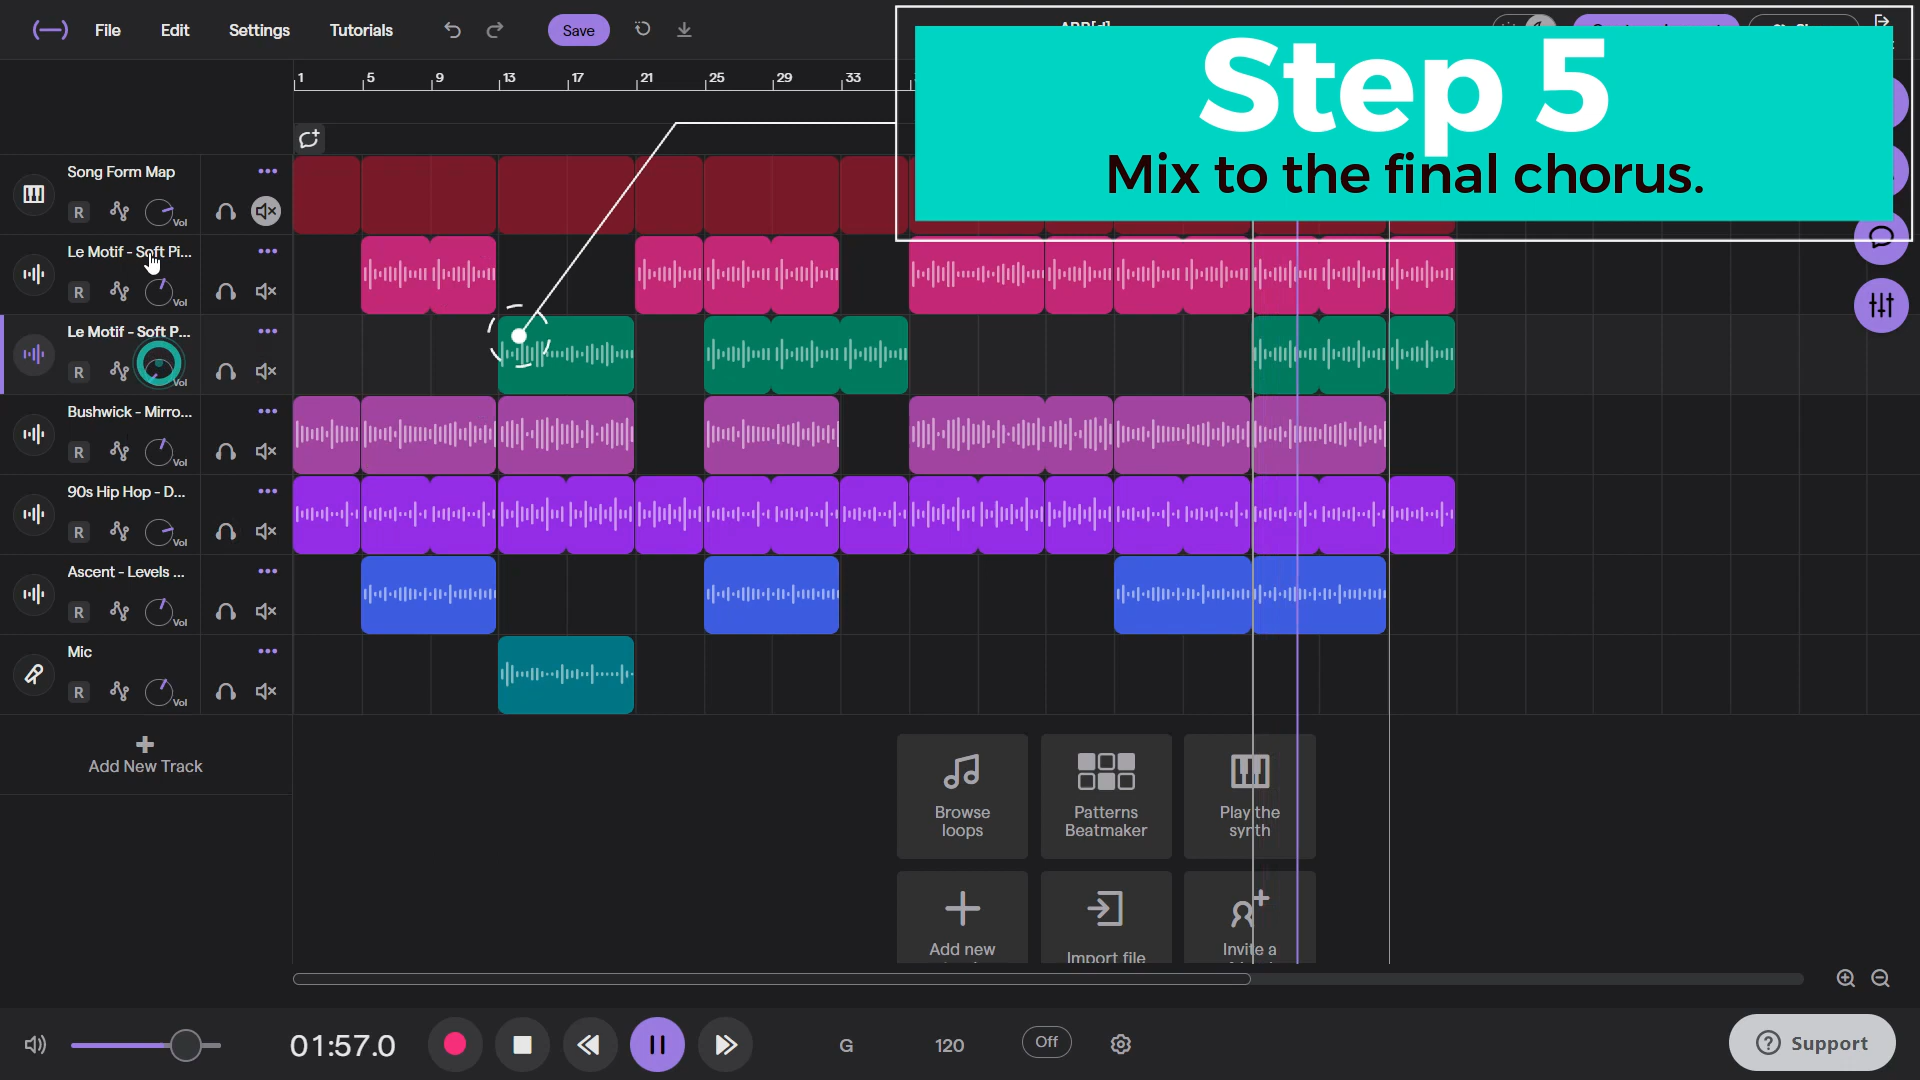 File
Edit
Settings
Tutorials
Save
Step 5
Mix to the final chorus.
1
5
9
13
17
21
25
29
33
Song Form Map
R
Vol
Le Motif - Soft Pi...
R
Vol
Le Motif - Soft P...
R
Vol
Bushwick - Mirro...
R
Vol
90s Hip Hop - D...
R
Vol
Ascent - Levels ...
R
Vol
Mic
R
Vol
Add New Track
Browse
loops
Patterns
Beatmaker
Play the
synth
Add new
Import file
Invite a
01:57.0
G
120
Off
Support